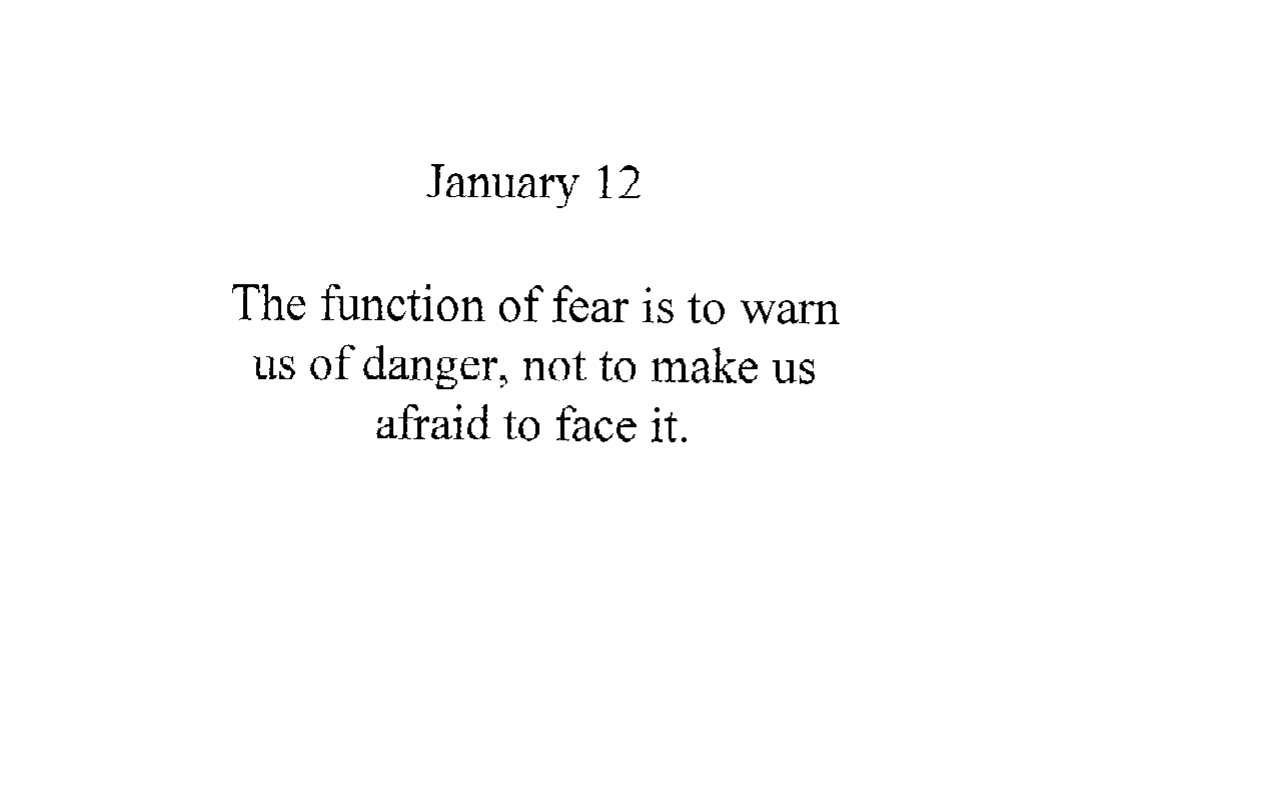 January 12
The function of fear is to warn
us of danger, not to make us
afraid to face it.